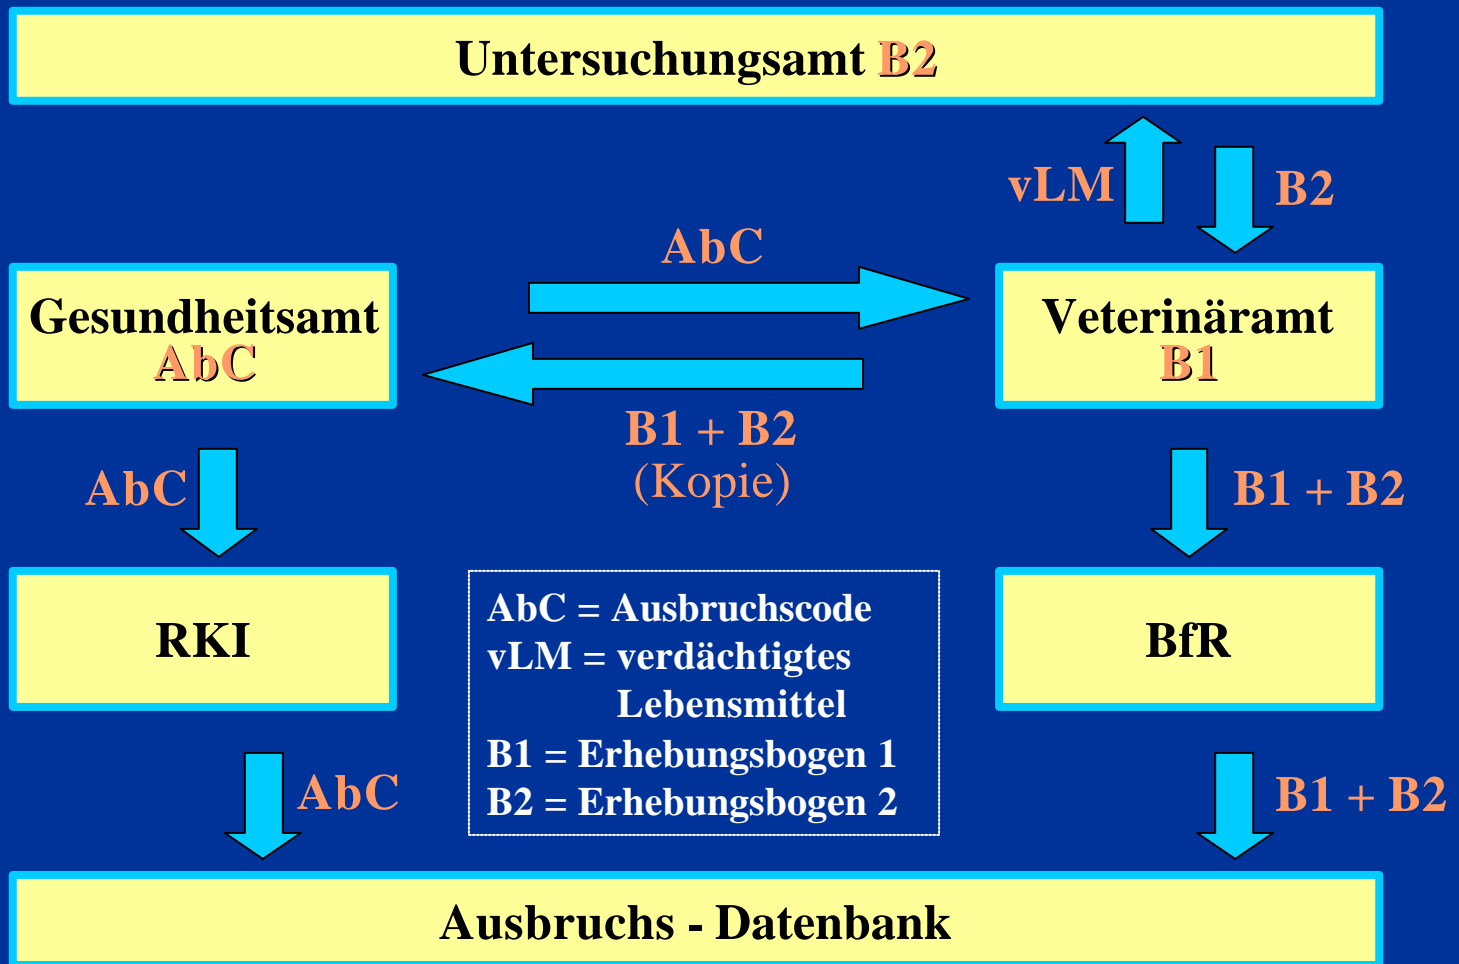 Untersuchungsamt B2
vLM
B2
AbC
Gesundheitsamt
AbC
Veterinäramt
B1
B1 + B2
(Kopie)
AbC
B1 + B2
RKI
AbC = Ausbruchscode
vLM = verdächtigtes
Lebensmittel
B1 = Erhebungsbogen 1
B2 = Erhebungsbogen 2
BfR
AbC
B1 + B2
Ausbruchs - Datenbank